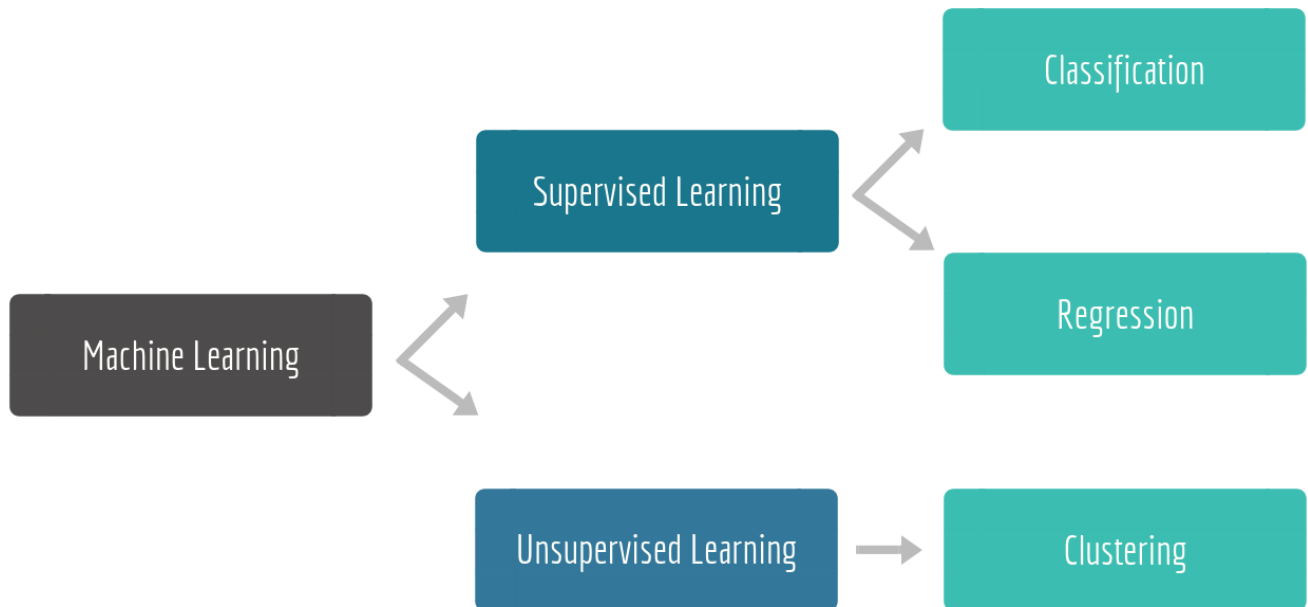 Machine Learning
Supervised Learning
Classification
Regression
Unsupervised Learning
Clustering